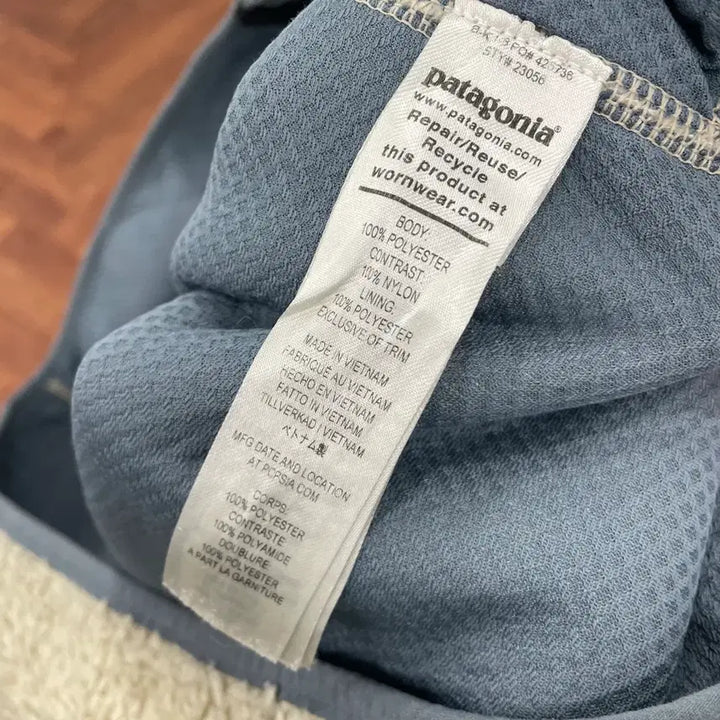 STY# 23056
patagonia®
www.patagonia.com
Repair/Reuse/
Recycle
this product at
wornwear.com
BODY:
100% POLYESTER
CONTRAST:
100% NYLON
LINING:
100% POLYESTER
EXCLUSIVE OF TRIM
MADE IN VIETNAM
FABRIQUÉ AU VIETNAM
HECHO EN VIETNAM
FATTO IN VIETNAM
TILLVERKAD I VIETNAM
ベトナム製
MFG DATE AND LOCATION
AT PCPSIA.COM
CORPS:
100% POLYESTER
CONTRASTE:
100% POLYAMIDE
DOUBLURE:
100% POLYESTER
À PART LA GARNITURE